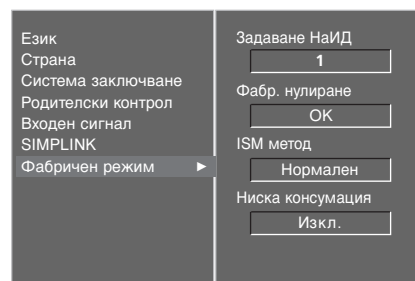 Език
Страна
Система заключване
Родителски контрол
Входен сигнал
SIMPLINK
Фабричен режим ►
Задаване НаИД
1
Фабр. нулиране
ОК
ISM метод
Нормален
Ниска консумация
Изкл.